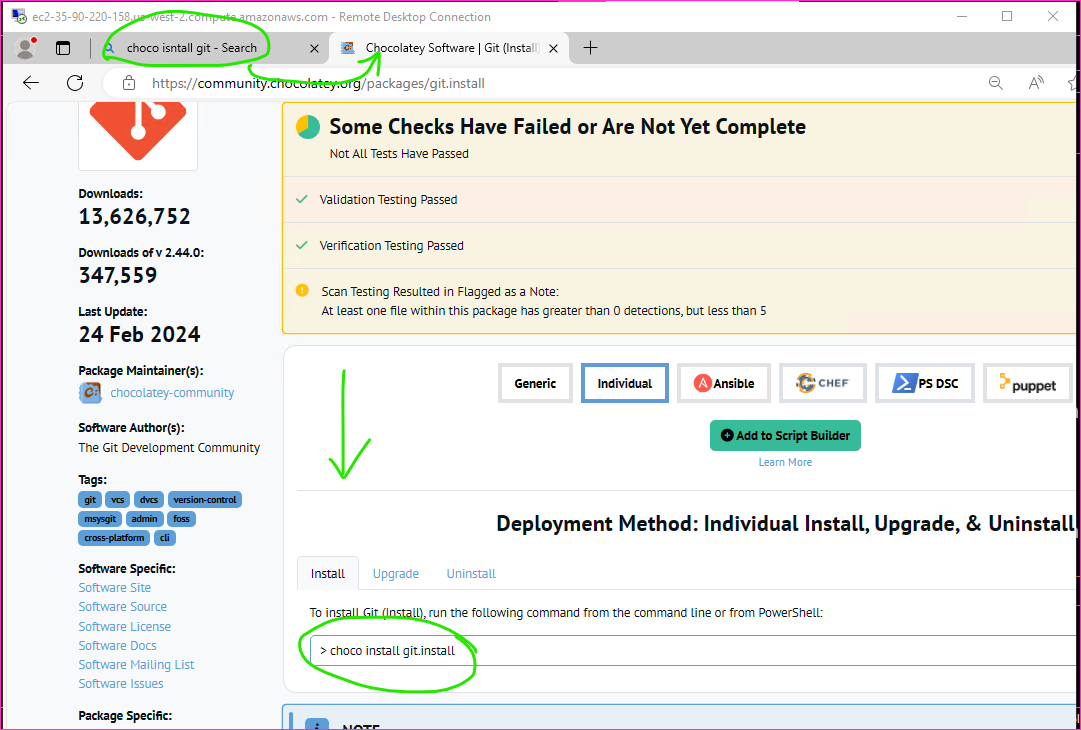 ec2-35-90-220-158.us-west-2.compute.amazonaws.com - Remote Desktop Connection
choco isntall git - Search
Chocolatey Software | Git (Install)
https://community.chocolatey.org/packages/git.install
Some Checks Have Failed or Are Not Yet Complete
Not All Tests Have Passed
Validation Testing Passed
Verification Testing Passed
Scan Testing Resulted in Flagged as a Note:
At least one file within this package has greater than 0 detections, but less than 5
Downloads:
13,626,752
Downloads of v 2.44.0:
347,559
Last Update:
24 Feb 2024
Package Maintainer(s):
chocolatey-community
Software Author(s):
The Git Development Community
Tags:
git vcs dvcs version-control
msysgit admin foss
cross-platform cli
Software Specific:
Software Site
Software Source
Software License
Software Docs
Software Mailing List
Software Issues
Package Specific:
Generic Individual Ansible CHEF PS DSC puppet
Add to Script Builder
Learn More
Deployment Method: Individual Install, Upgrade, & Uninstall
Install Upgrade Uninstall
To install Git (Install), run the following command from the command line or from PowerShell:
> choco install git.install
NOTE